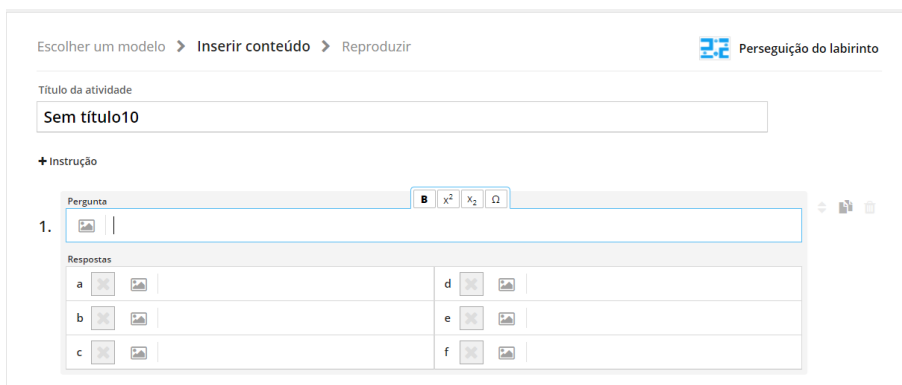 Escolher um modelo > Inserir conteúdo > Reproduzir
Perseguição do labirinto
Título da atividade
Sem título10
+ Instrução
Pergunta
B x² x₂ Ω
1.
Respostas
a
d
b
e
c
f